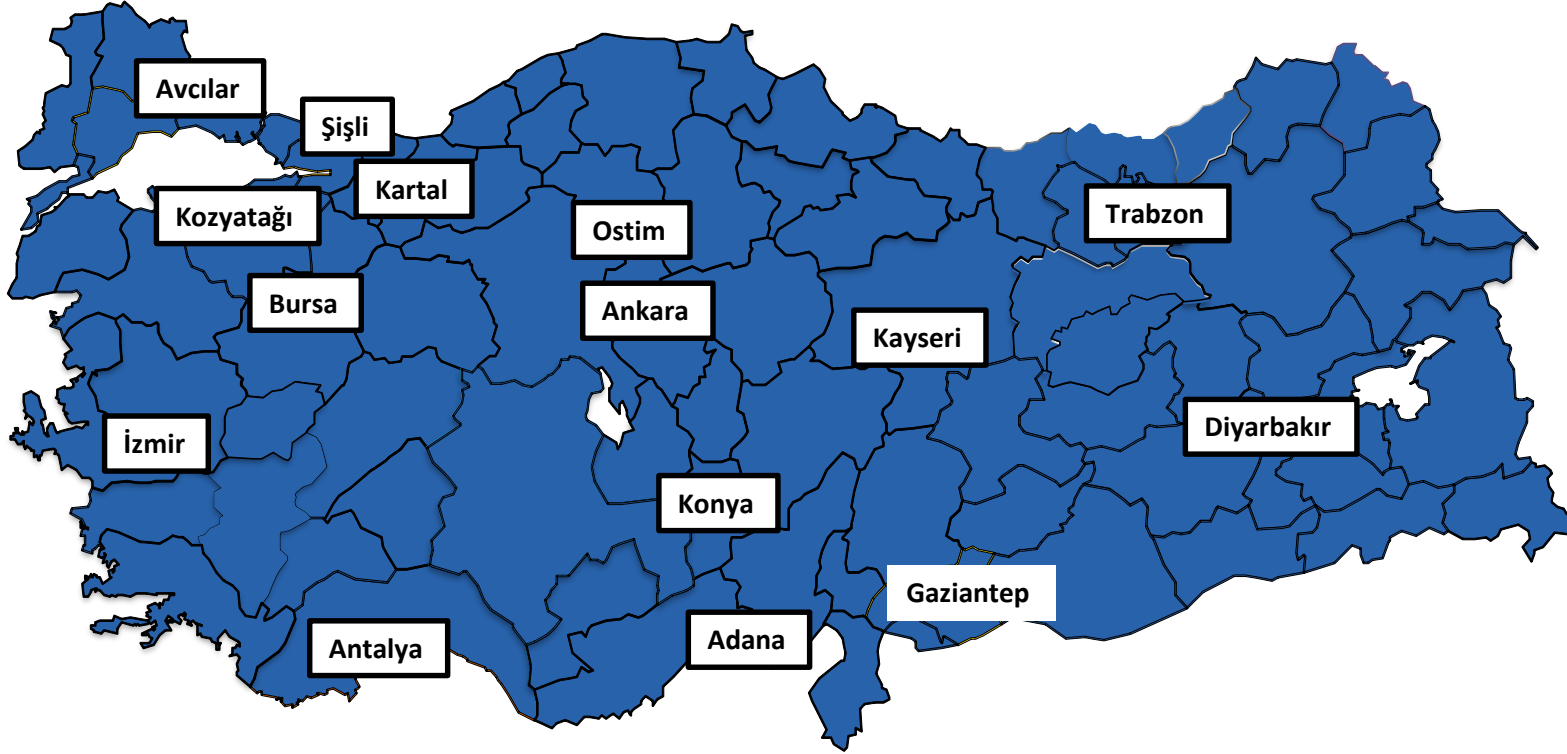 Avcılar
Şişli
Kartal
Kozyatağı
Ostim
Trabzon
Bursa
Ankara
Kayseri
İzmir
Diyarbakır
Konya
Gaziantep
Antalya
Adana